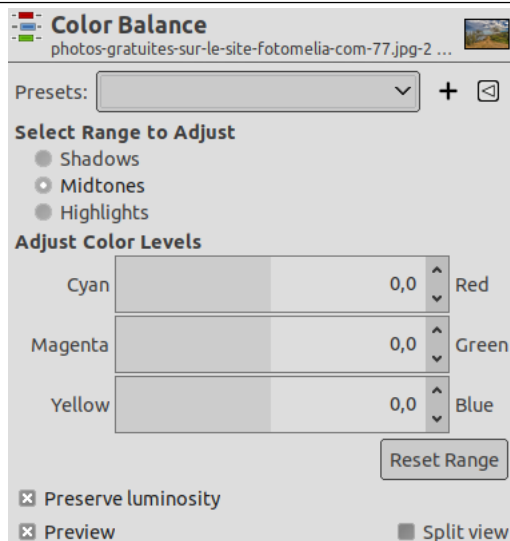 Color Balance
photos-gratuites-sur-le-site-fotomelia-com-77.jpg-2 ...
Presets:
Select Range to Adjust
Shadows
Midtones
Highlights
Adjust Color Levels
Cyan 0,0 Red
Magenta 0,0 Green
Yellow 0,0 Blue
Reset Range
Preserve luminosity
Preview Split view